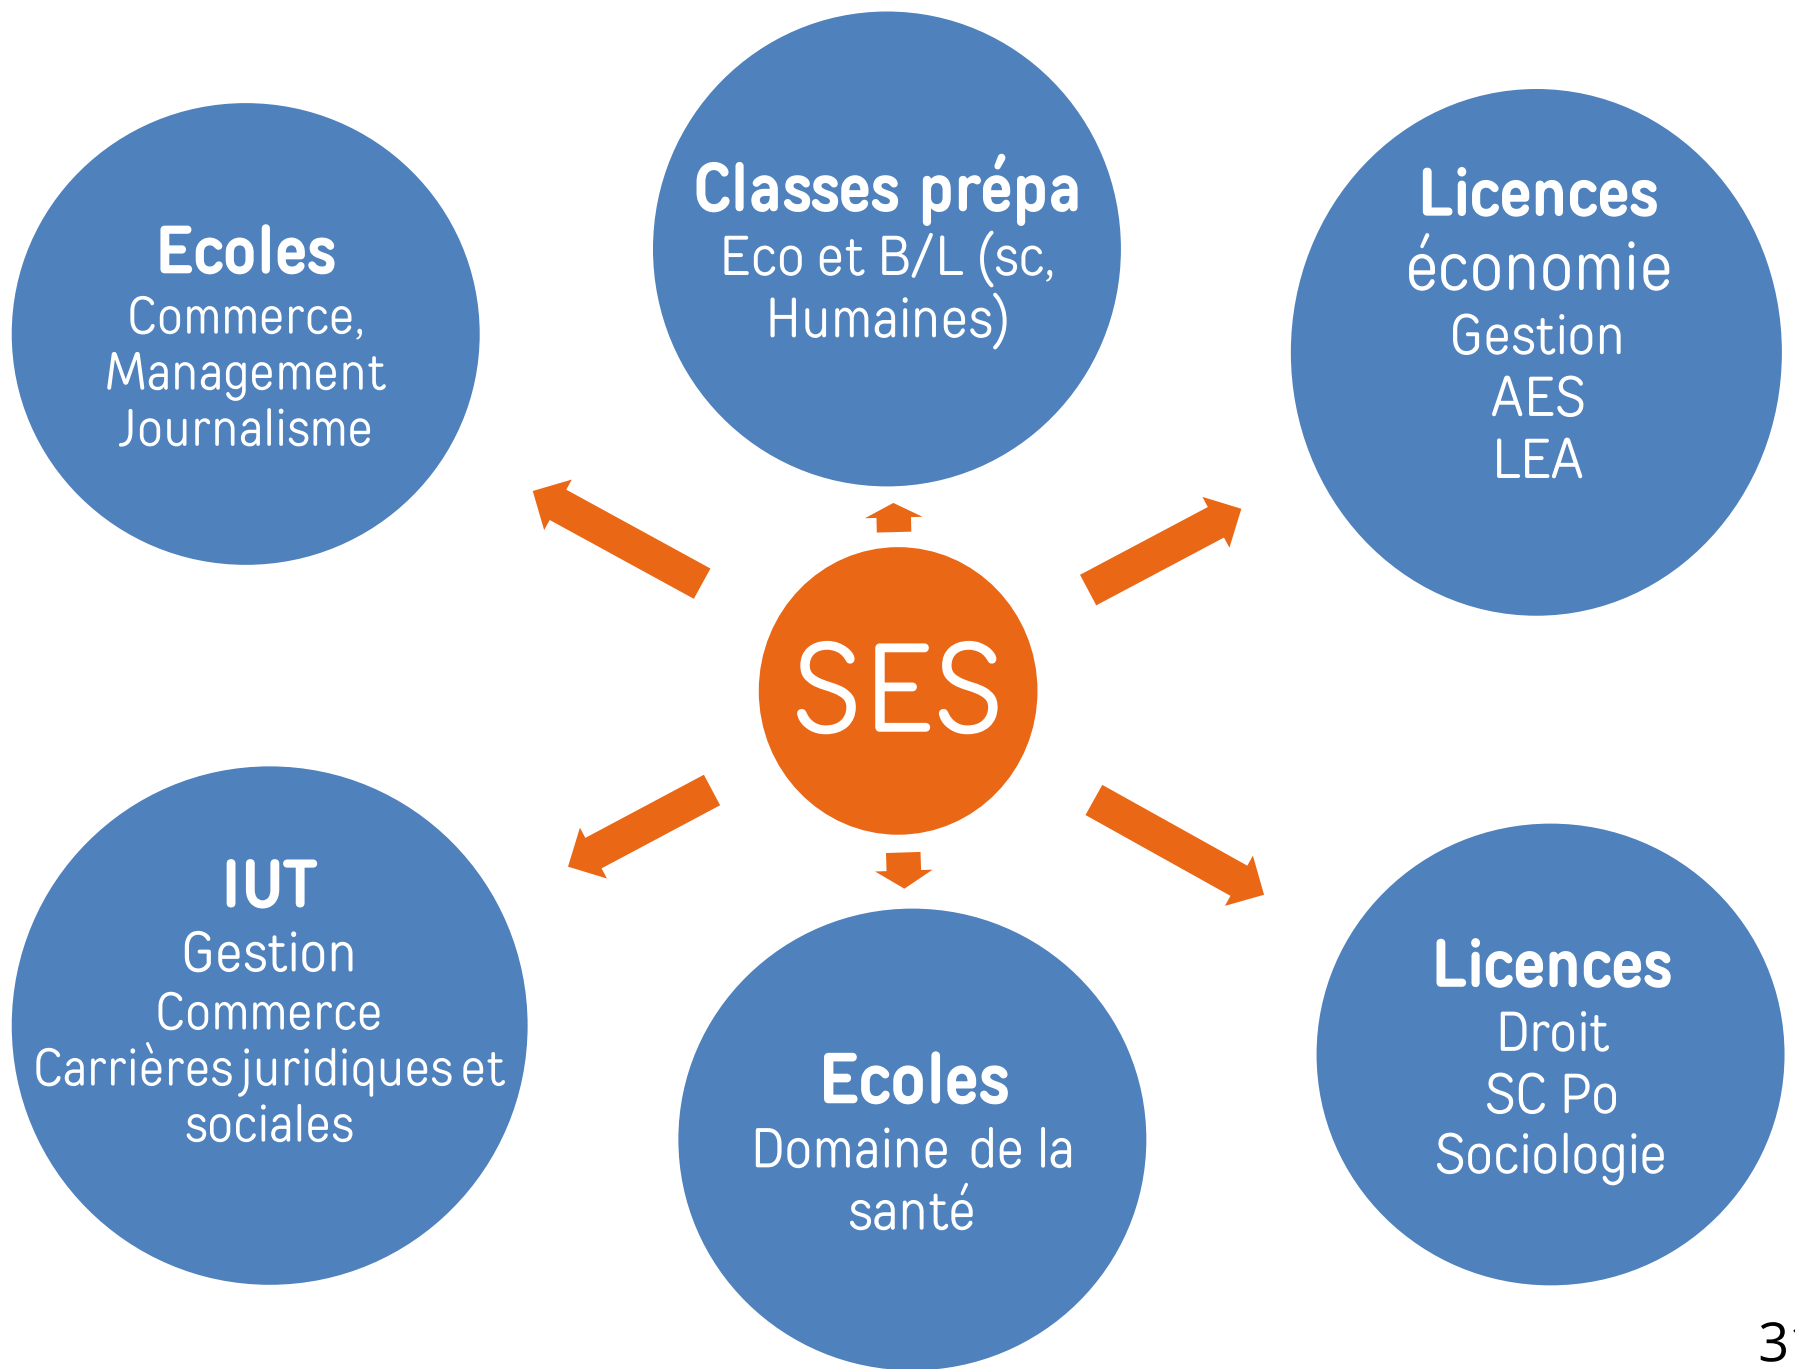 Classes prépa
Eco et B/L (sc,
Humaines)
Ecoles
Commerce,
Management
Journalisme
Licences
économie
Gestion
AES
LEA
SES
IUT
Gestion
Commerce
Carrières juridiques et
sociales
Ecoles
Domaine de la
santé
Licences
Droit
SC Po
Sociologie